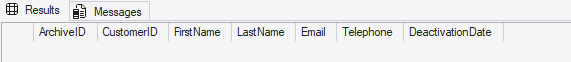 Results Messages
ArchiveID CustomerID FirstName LastName Email Telephone DeactivationDate